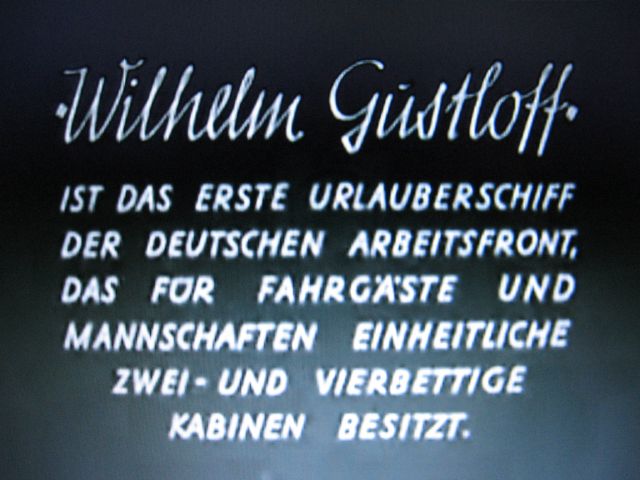 "Wilhelm Gustloff"
IST DAS ERSTE URLAUBERSCHIFF
DER DEUTSCHEN ARBEITSFRONT,
DAS FÜR FAHRGÄSTE UND
MANNSCHAFTEN EINHEITLICHE
ZWEI- UND VIERBETTIGE
KABINEN BESITZT.